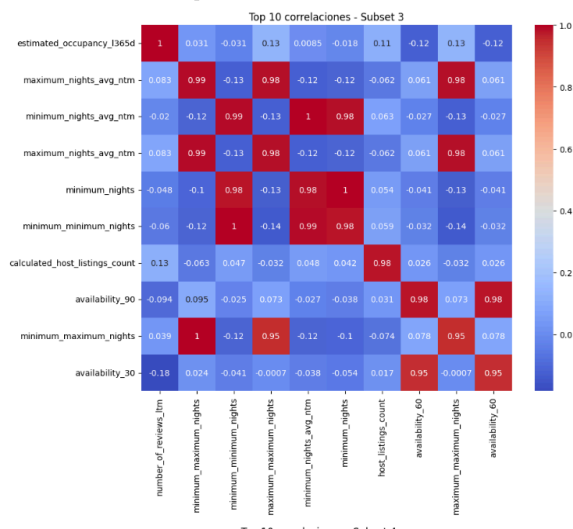 Top 10 correlaciones - Subset 3
estimated_occupancy_l365d 1 0.031 -0.031 0.13 0.0085 -0.018 0.11 -0.12 0.13 -0.12
maximum_nights_avg_ntm 0.083 0.99 -0.13 0.98 -0.12 -0.12 -0.062 0.061 0.98 0.061
minimum_nights_avg_ntm -0.02 -0.12 0.99 -0.13 1 0.98 0.063 -0.027 -0.13 -0.027
maximum_nights_avg_ntm 0.083 0.99 -0.13 0.98 -0.12 -0.12 -0.062 0.061 0.98 0.061
minimum_nights -0.048 -0.1 0.98 -0.13 0.98 1 0.054 -0.041 -0.13 -0.041
minimum_minimum_nights -0.06 -0.12 1 -0.14 0.99 0.98 0.059 -0.032 -0.14 -0.032
calculated_host_listings_count 0.13 -0.063 0.047 -0.032 0.048 0.042 0.98 0.026 -0.032 0.026
availability_90 -0.094 0.095 -0.025 0.073 -0.027 -0.038 0.031 0.98 0.073 0.98
minimum_maximum_nights 0.039 1 -0.12 0.95 -0.12 -0.1 -0.074 0.078 0.95 0.078
availability_30 -0.18 0.024 -0.041 -0.0007 -0.038 -0.054 0.017 0.95 -0.0007 0.95
number_of_reviews_ltm
minimum_maximum_nights
minimum_minimum_nights
maximum_maximum_nights
minimum_nights_avg_ntm
minimum_nights
host_listings_count
availability_60
maximum_maximum_nights
availability_60
1.0
0.8
0.6
0.4
0.2
0.0